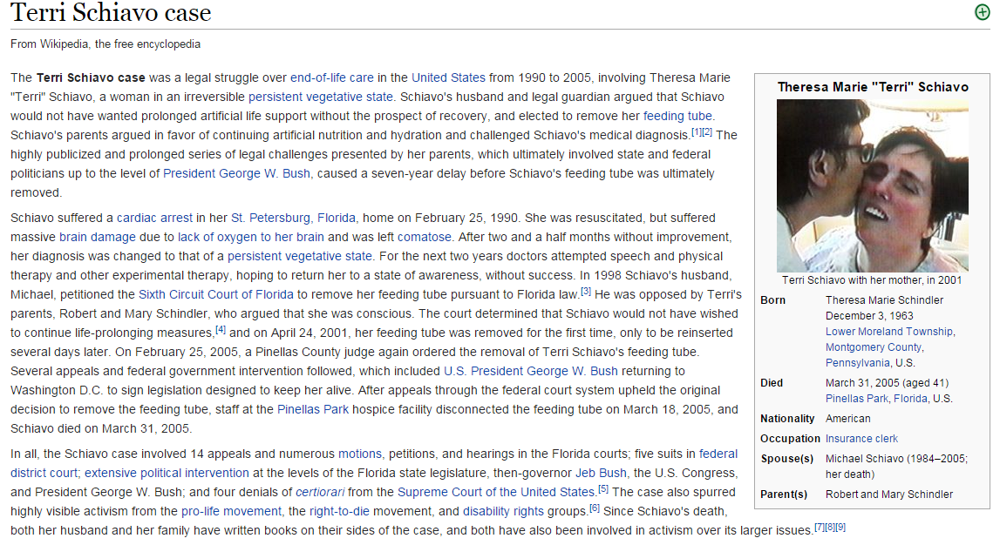 Terri Schiavo case
From Wikipedia, the free encyclopedia
The Terri Schiavo case was a legal struggle over end-of-life care in the United States from 1990 to 2005, involving Theresa Marie
"Terri" Schiavo, a woman in an irreversible persistent vegetative state. Schiavo's husband and legal guardian argued that Schiavo
would not have wanted prolonged artificial life support without the prospect of recovery, and elected to remove her feeding tube.
Schiavo's parents argued in favor of continuing artificial nutrition and hydration and challenged Schiavo's medical diagnosis.[1][2] The
highly publicized and prolonged series of legal challenges presented by her parents, which ultimately involved state and federal
politicians up to the level of President George W. Bush, caused a seven-year delay before Schiavo's feeding tube was ultimately
removed.
Schiavo suffered a cardiac arrest in her St. Petersburg, Florida, home on February 25, 1990. She was resuscitated, but suffered
massive brain damage due to lack of oxygen to her brain and was left comatose. After two and a half months without improvement,
her diagnosis was changed to that of a persistent vegetative state. For the next two years doctors attempted speech and physical
therapy and other experimental therapy, hoping to return her to a state of awareness, without success. In 1998 Schiavo's husband,
Michael, petitioned the Sixth Circuit Court of Florida to remove her feeding tube pursuant to Florida law.[3] He was opposed by Terri's
parents, Robert and Mary Schindler, who argued that she was conscious. The court determined that Schiavo would not have wished
to continue life-prolonging measures,[4] and on April 24, 2001, her feeding tube was removed for the first time, only to be reinserted
several days later. On February 25, 2005, a Pinellas County judge again ordered the removal of Terri Schiavo's feeding tube.
Several appeals and federal government intervention followed, which included U.S. President George W. Bush returning to
Washington D.C. to sign legislation designed to keep her alive. After appeals through the federal court system upheld the original
decision to remove the feeding tube, staff at the Pinellas Park hospice facility disconnected the feeding tube on March 18, 2005, and
Schiavo died on March 31, 2005.
In all, the Schiavo case involved 14 appeals and numerous motions, petitions, and hearings in the Florida courts; five suits in federal
district court; extensive political intervention at the levels of the Florida state legislature, then-governor Jeb Bush, the U.S. Congress,
and President George W. Bush; and four denials of certiorari from the Supreme Court of the United States.[5] The case also spurred
highly visible activism from the pro-life movement, the right-to-die movement, and disability rights groups.[6] Since Schiavo's death,
both her husband and her family have written books on their sides of the case, and both have also been involved in activism over its larger issues.[7][8][9]
Theresa Marie "Terri" Schiavo
Terri Schiavo with her mother, in 2001
Born Theresa Marie Schindler
December 3, 1963
Lower Moreland Township,
Montgomery County,
Pennsylvania, U.S.
Died March 31, 2005 (aged 41)
Pinellas Park, Florida, U.S.
Nationality American
Occupation Insurance clerk
Spouse(s) Michael Schiavo (1984–2005;
her death)
Parent(s) Robert and Mary Schindler